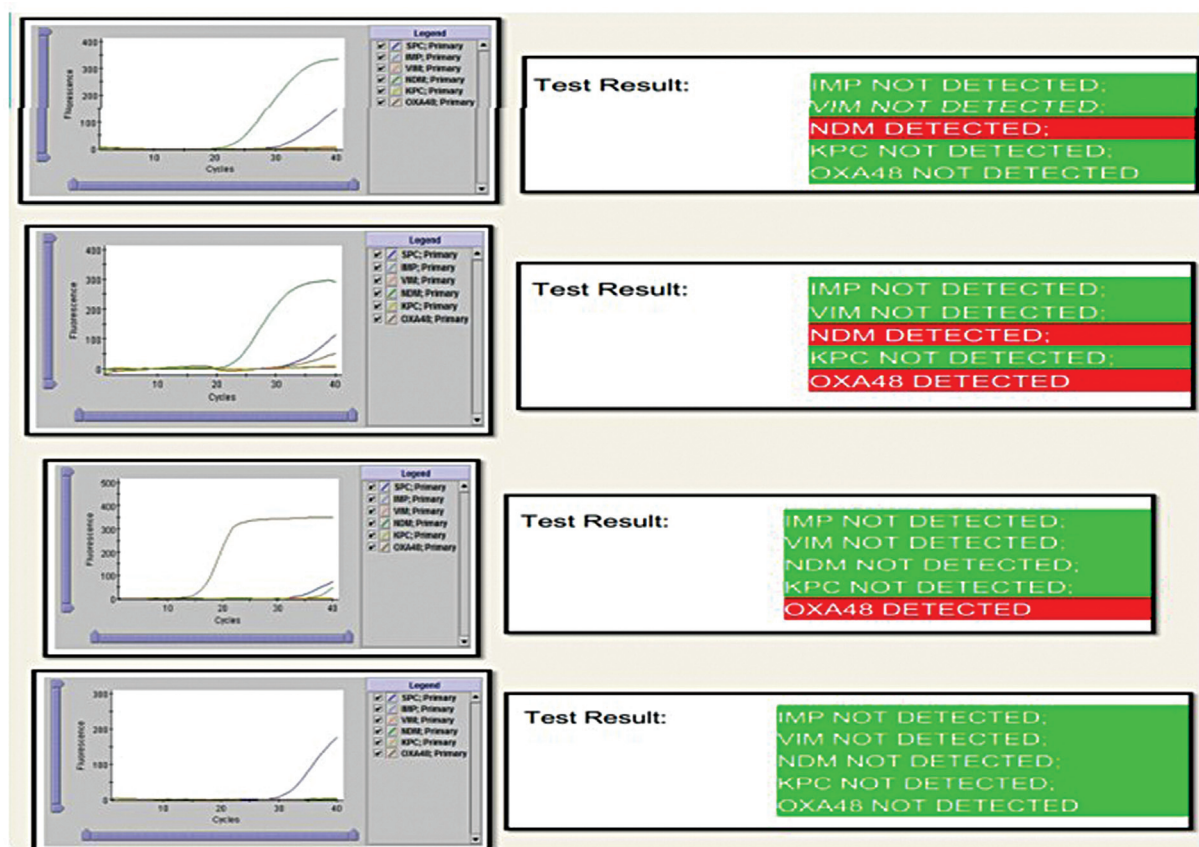 Legend
SPC; Primary
IMP; Primary
VIM; Primary
NDM; Primary
KPC; Primary
OXA48; Primary
400
300
200
100
0
Fluorescence
10 20 30 40
Cycles
Test Result:
IMP NOT DETECTED;
VIM NOT DETECTED;
NDM DETECTED;
KPC NOT DETECTED;
OXA48 NOT DETECTED
Legend
SPC; Primary
IMP; Primary
VIM; Primary
NDM; Primary
KPC; Primary
OXA48; Primary
400
300
200
100
0
Fluorescence
10 20 30 40
Cycles
Test Result:
IMP NOT DETECTED;
VIM NOT DETECTED;
NDM DETECTED;
KPC NOT DETECTED;
OXA48 DETECTED
Legend
SPC; Primary
IMP; Primary
VIM; Primary
NDM; Primary
KPC; Primary
OXA48; Primary
500
400
300
200
100
0
Fluorescence
10 20 30 40
Cycles
Test Result:
IMP NOT DETECTED;
VIM NOT DETECTED;
NDM NOT DETECTED;
KPC NOT DETECTED;
OXA48 DETECTED
Legend
SPC; Primary
IMP; Primary
VIM; Primary
NDM; Primary
KPC; Primary
OXA48; Primary
300
200
100
0
Fluorescence
10 20 30 40
Cycles
Test Result:
IMP NOT DETECTED;
VIM NOT DETECTED;
NDM NOT DETECTED;
KPC NOT DETECTED;
OXA48 NOT DETECTED